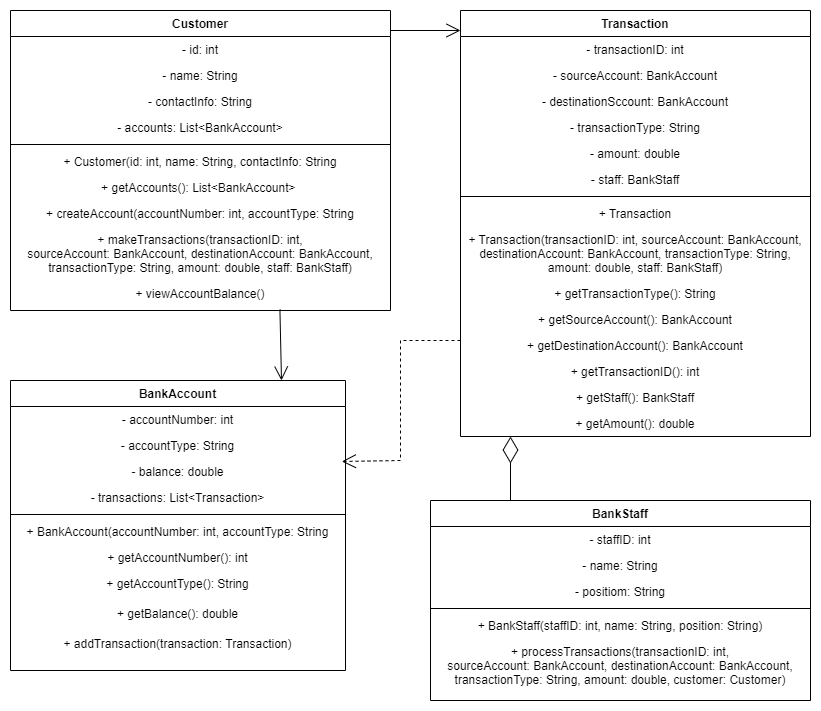 Customer
- id: int
- name: String
- contactInfo: String
- accounts: List<BankAccount>
+ Customer(id: int, name: String, contactInfo: String
+ getAccounts(): List<BankAccount>
+ createAccount(accountNumber: int, accountType: String
+ makeTransactions(transactionID: int,
sourceAccount: BankAccount, destinationAccount: BankAccount,
transactionType: String, amount: double, staff: BankStaff)
+ viewAccountBalance()
Transaction
- transactionID: int
- sourceAccount: BankAccount
- destinationSccount: BankAccount
- transactionType: String
- amount: double
- staff: BankStaff
+ Transaction
+ Transaction(transactionID: int, sourceAccount: BankAccount,
destinationAccount: BankAccount, transactionType: String,
amount: double, staff: BankStaff)
+ getTransactionType(): String
+ getSourceAccount(): BankAccount
+ getDestinationAccount(): BankAccount
+ getTransactionID(): int
+ getStaff(): BankStaff
+ getAmount(): double
BankAccount
- accountNumber: int
- accountType: String
- balance: double
- transactions: List<Transaction>
+ BankAccount(accountNumber: int, accountType: String
+ getAccountNumber(): int
+ getAccountType(): String
+ getBalance(): double
+ addTransaction(transaction: Transaction)
BankStaff
- staffID: int
- name: String
- positiom: String
+ BankStaff(staffID: int, name: String, position: String)
+ processTransactions(transactionID: int,
sourceAccount: BankAccount, destinationAccount: BankAccount,
transactionType: String, amount: double, customer: Customer)